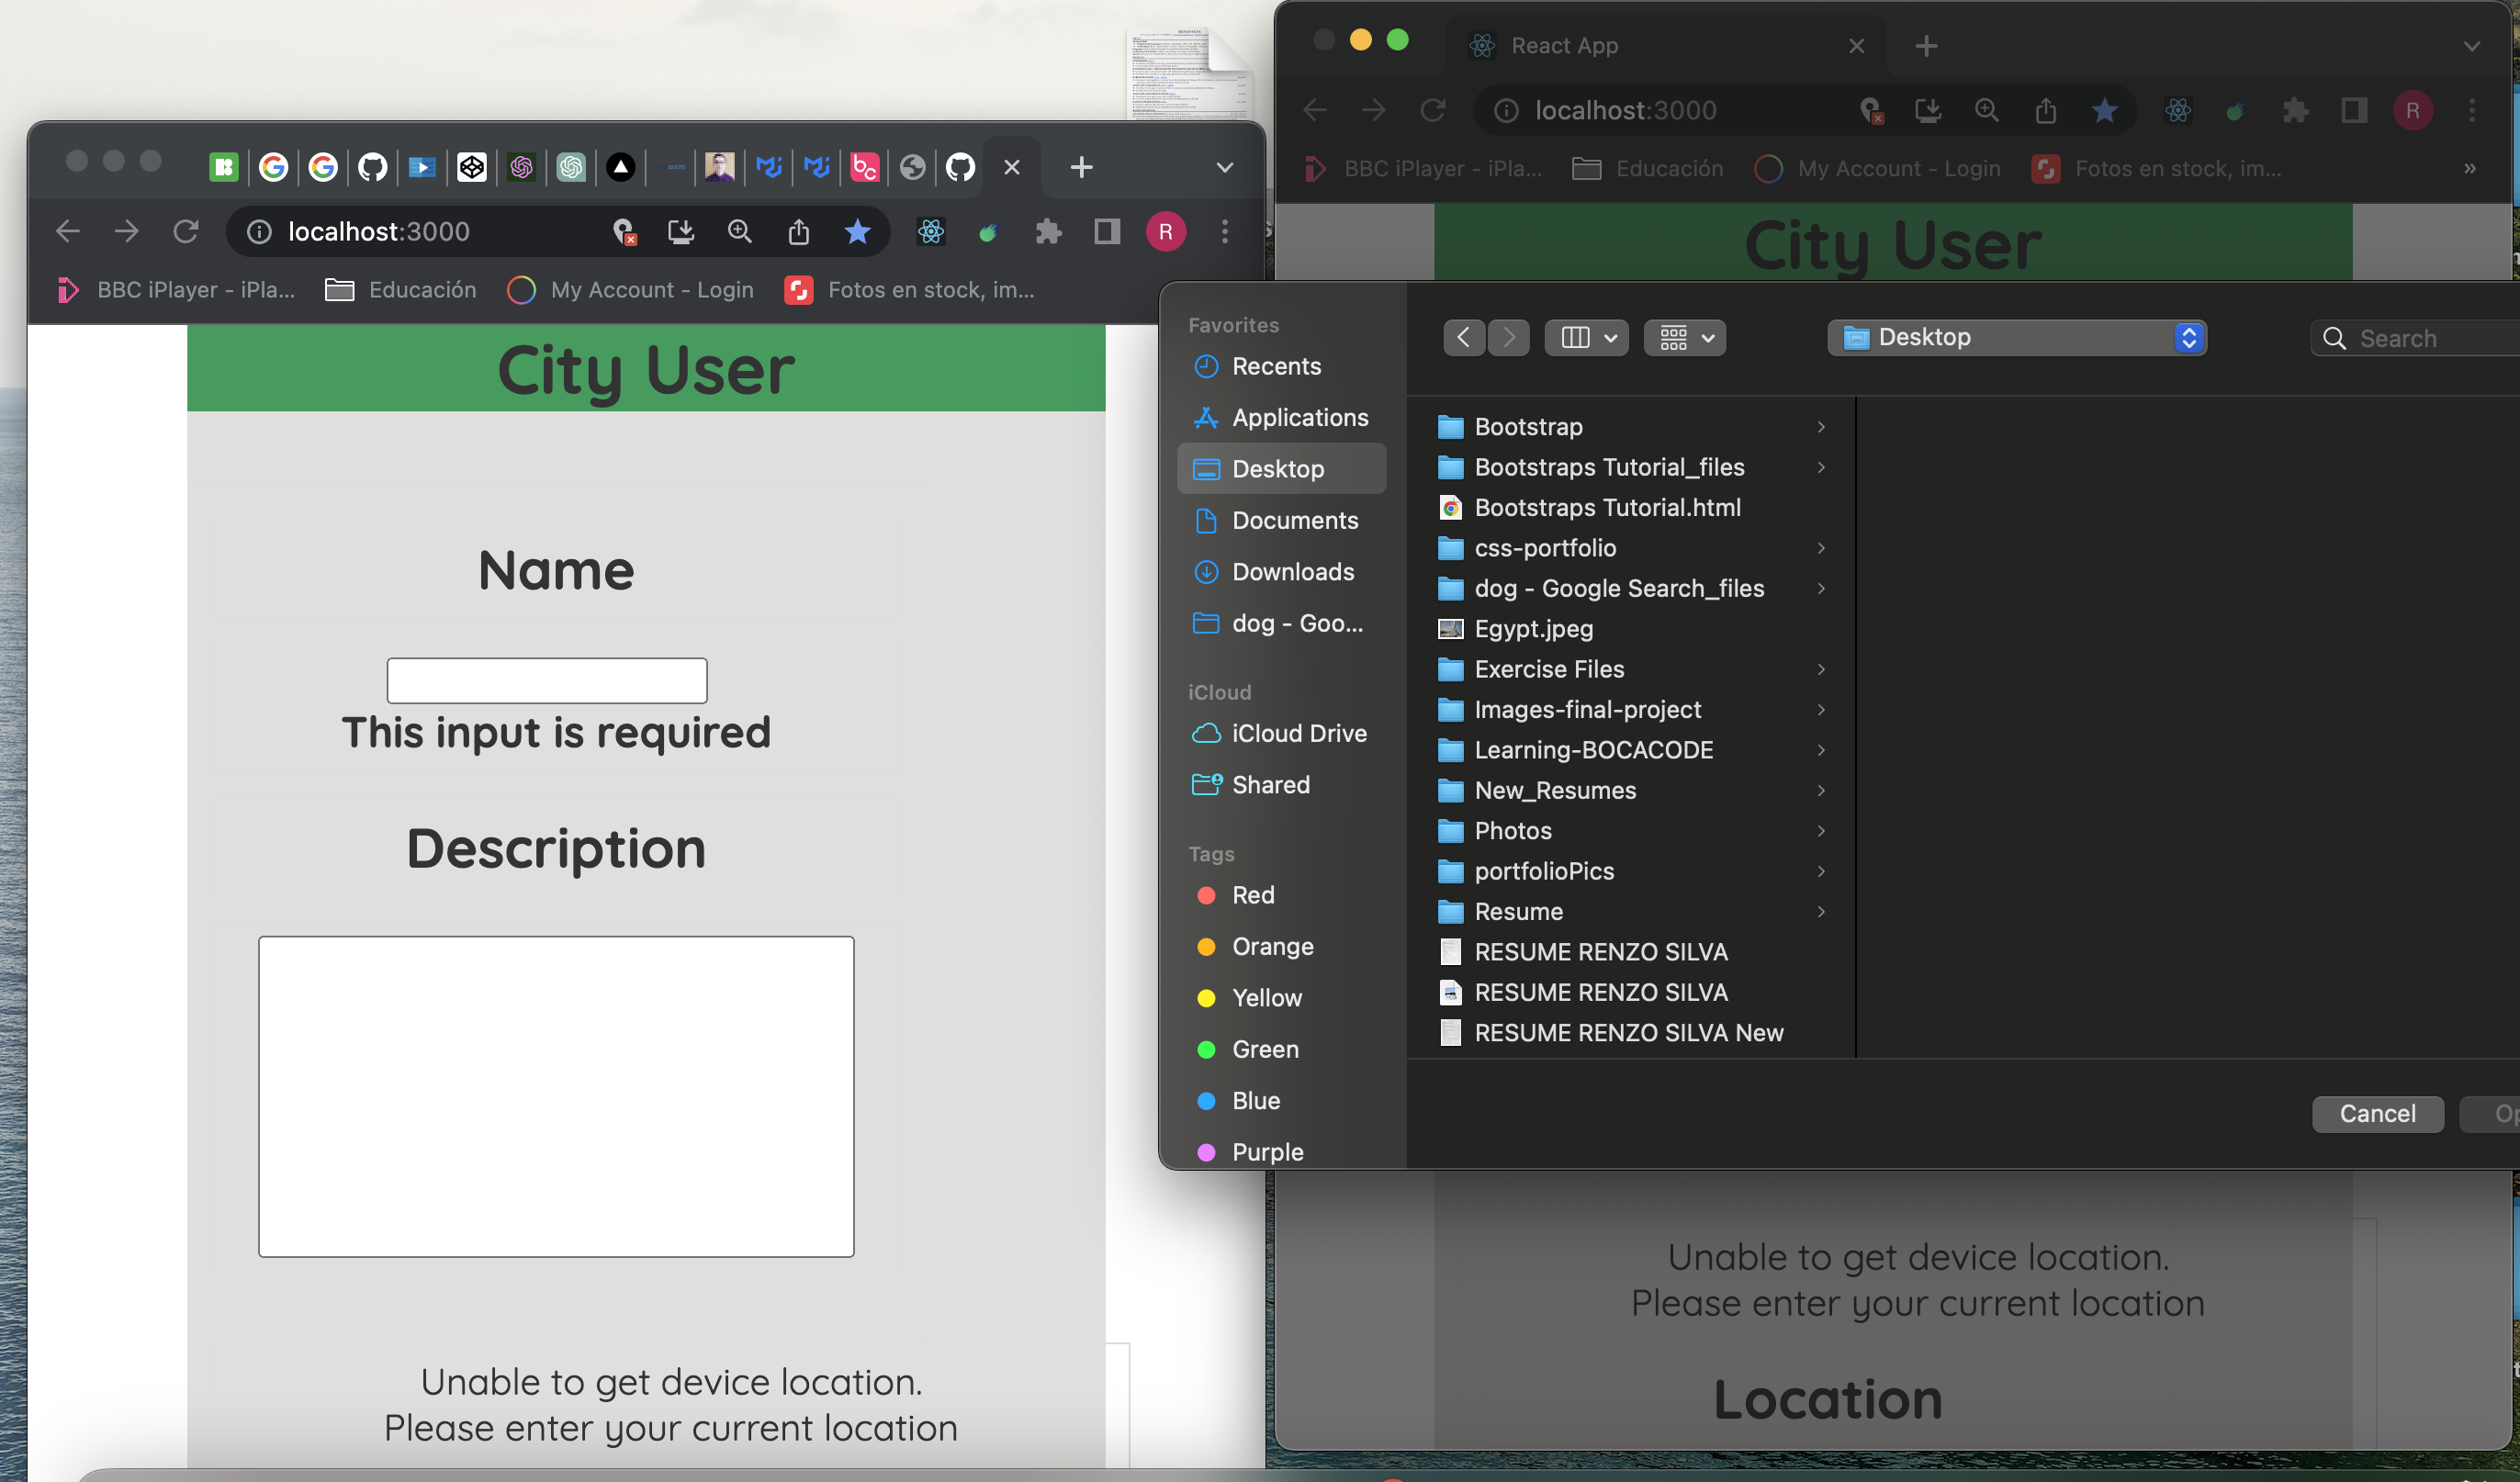 localhost:3000
R
BBC iPlayer - iPla...
Educación
My Account - Login
Fotos en stock, im...
City User
Name
This input is required
Description
Unable to get device location.
Please enter your current location
React App
localhost:3000
R
BBC iPlayer - iPla...
Educación
My Account - Login
Fotos en stock, im...
»
City User
Favorites
Recents
Applications
Desktop
Documents
Downloads
dog - Goo...
iCloud
iCloud Drive
Shared
Tags
Red
Orange
Yellow
Green
Blue
Purple
Desktop
Search
Bootstrap
Bootstraps Tutorial_files
Bootstraps Tutorial.html
css-portfolio
dog - Google Search_files
Egypt.jpeg
Exercise Files
Images-final-project
Learning-BOCACODE
New_Resumes
Photos
portfolioPics
Resume
RESUME RENZO SILVA
RESUME RENZO SILVA
RESUME RENZO SILVA New
Cancel
Op
Unable to get device location.
Please enter your current location
Location